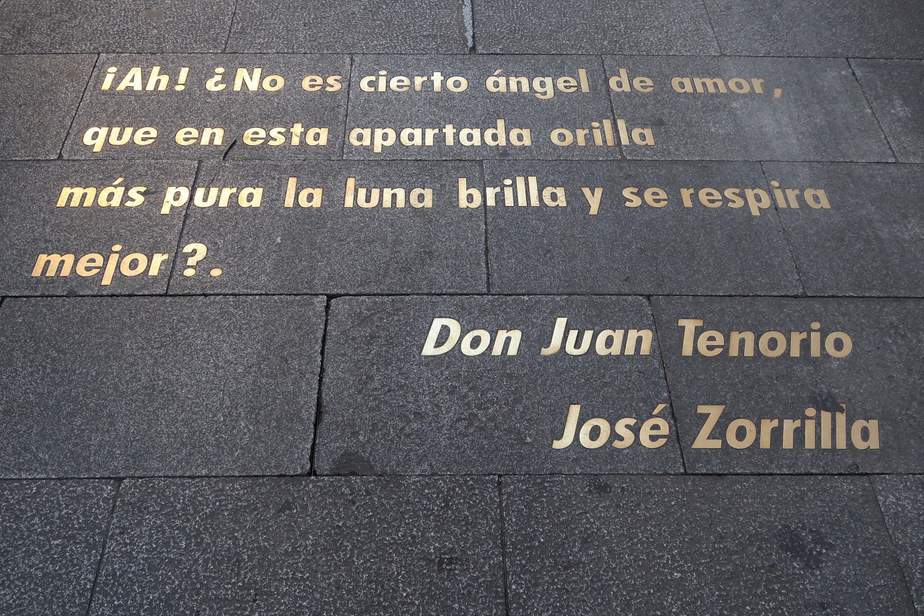 ¡Ah! ¿No es cierto ángel de amor,
que en esta apartada orilla
más pura la luna brilla y se respira
mejor?.
Don Juan Tenorio
José Zorrilla